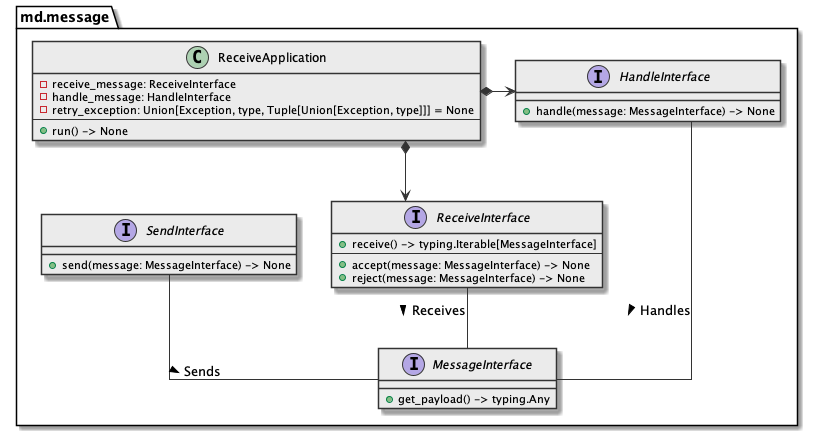 md.message
C ReceiveApplication
receive_message: ReceiveInterface
handle_message: HandleInterface
retry_exception: Union[Exception, type, Tuple[Union[Exception, type]]] = None
run() -> None
I HandleInterface
handle(message: MessageInterface) -> None
I SendInterface
send(message: MessageInterface) -> None
I ReceiveInterface
receive() -> typing.Iterable[MessageInterface]
accept(message: MessageInterface) -> None
reject(message: MessageInterface) -> None
Receives
Handles
Sends
I MessageInterface
get_payload() -> typing.Any